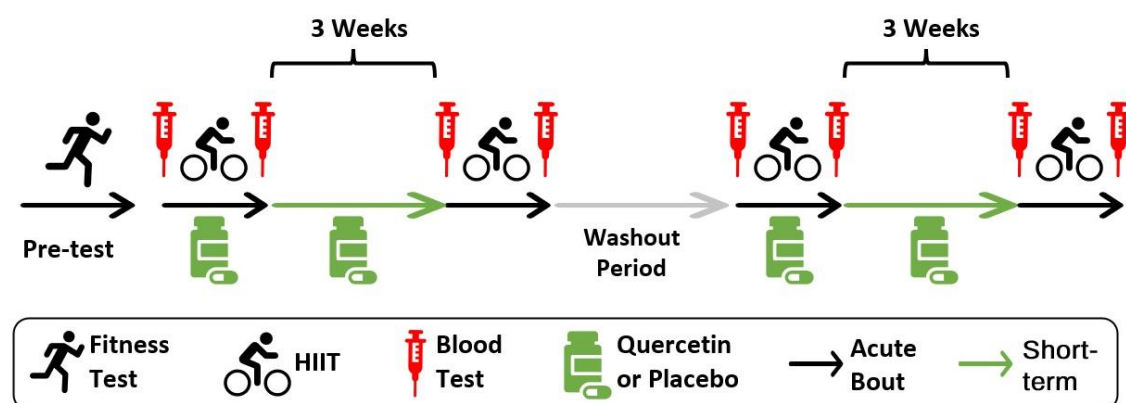 3 Weeks
3 Weeks
Pre-test
Washout
Period
Fitness
Test
HIIT
Blood
Test
Quercetin
or Placebo
Acute
Bout
Short-
term